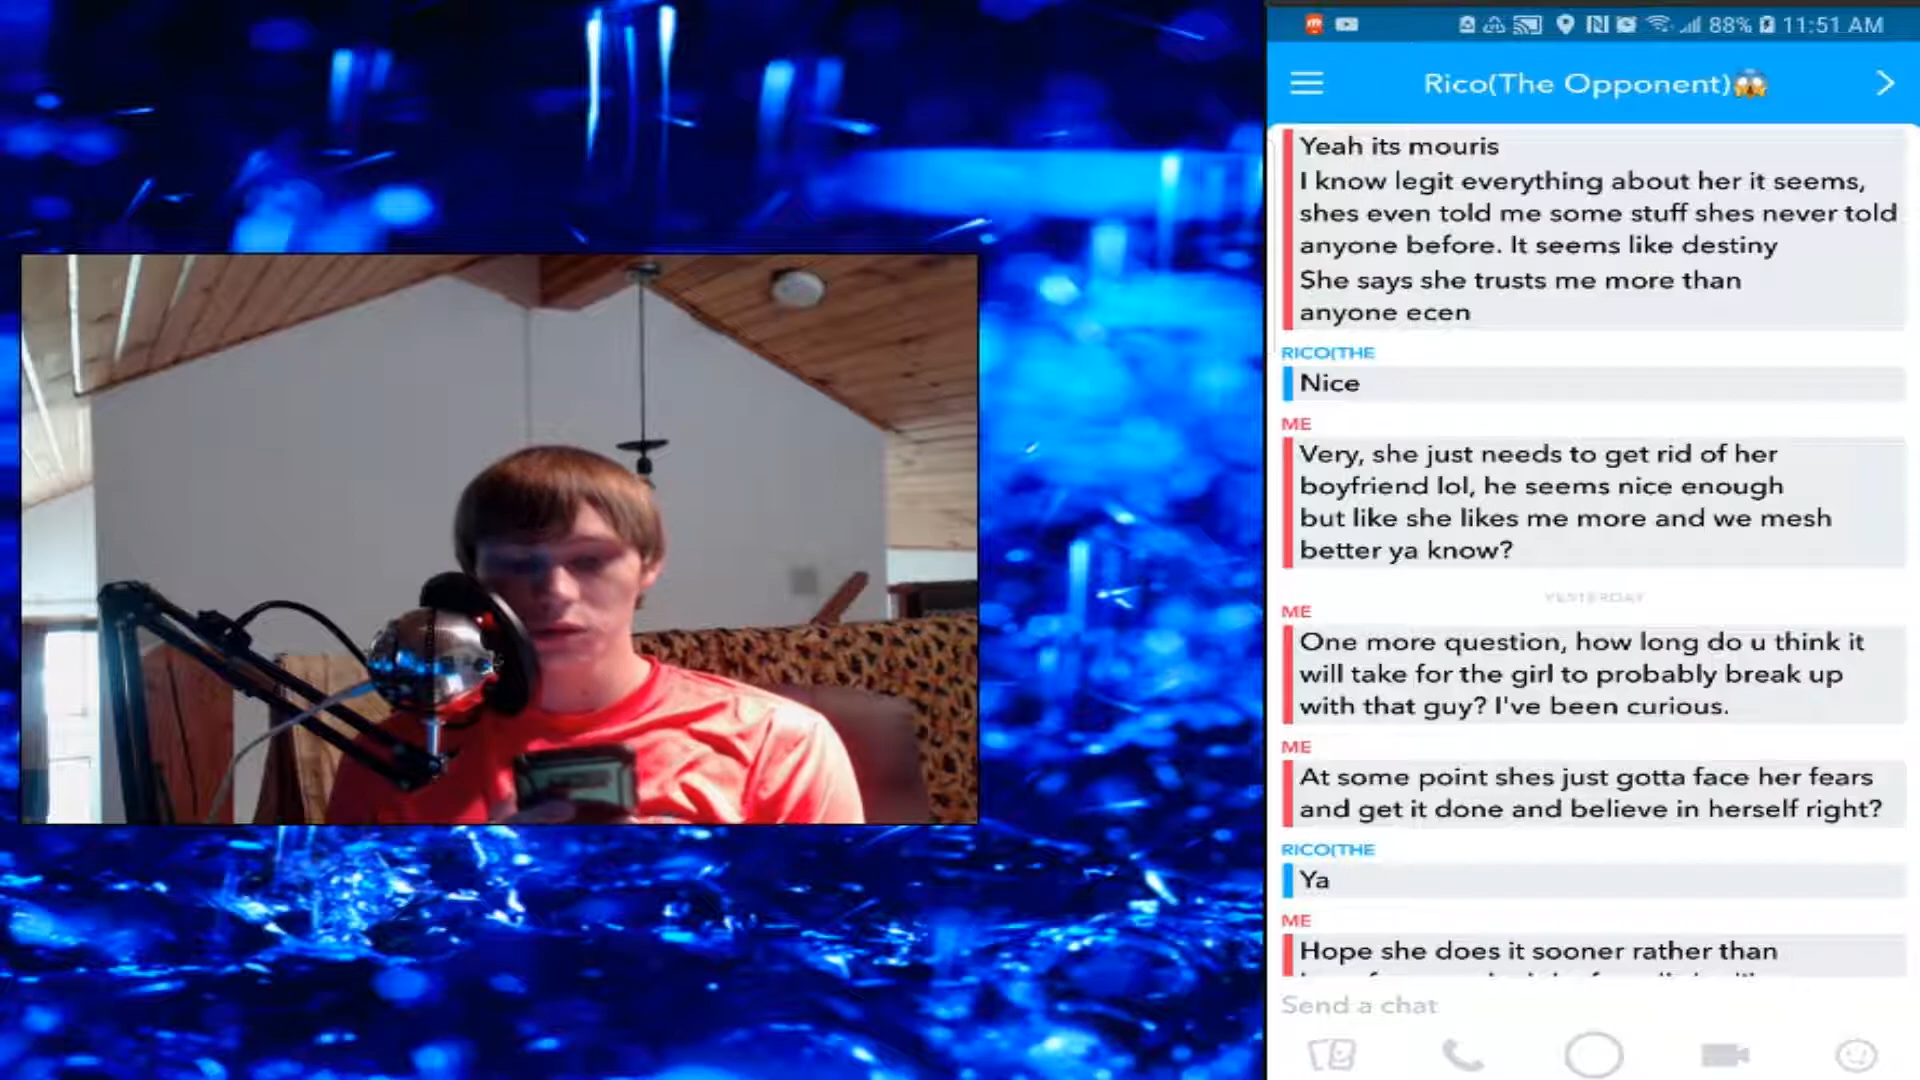 88% 11:51 AM
Rico(The Opponent)😱
Yeah its mouris
I know legit everything about her it seems,
shes even told me some stuff shes never told
anyone before. It seems like destiny
She says she trusts me more than
anyone ecen
RICO(THE
Nice
ME
Very, she just needs to get rid of her
boyfriend lol, he seems nice enough
but like she likes me more and we mesh
better ya know?
YESTERDAY
ME
One more question, how long do u think it
will take for the girl to probably break up
with that guy? I've been curious.
ME
At some point shes just gotta face her fears
and get it done and believe in herself right?
RICO(THE
Ya
ME
Hope she does it sooner rather than
Send a chat